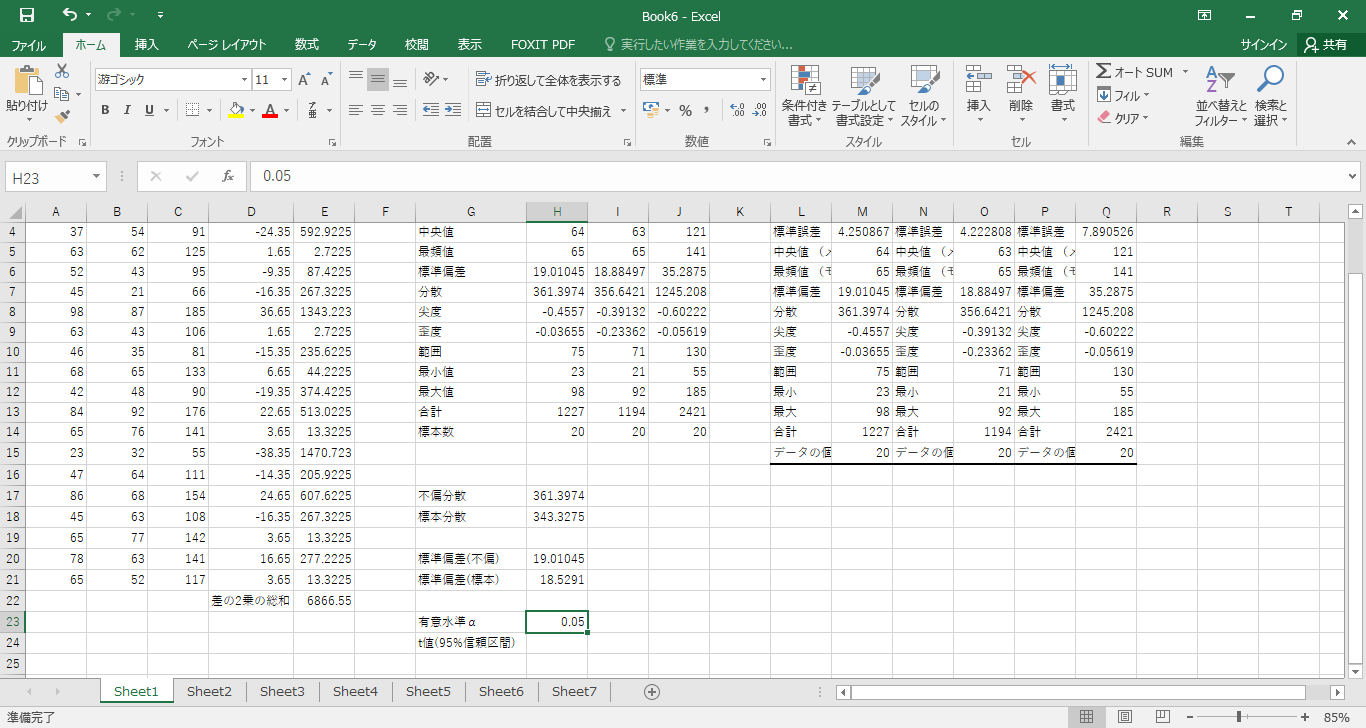 Book6 - Excel
ファイル ホーム 挿入 ページ レイアウト 数式 データ 校閲 表示 FOXIT PDF 実行したい作業を入力してください... サインイン 共有
貼り付け 游ゴシック 11 A A 折り返して全体を表示する 標準 条件付き書式 テーブルとして書式設定 セルのスタイル 挿入 削除 書式 Σ オート SUM フィル クリア 並べ替えとフィルター 検索と選択
B I U A 亜 セルを結合して中央揃え % , .00 .00
クリップボード フォント 配置 数値 スタイル セル 編集
H23 fx 0.05
A B C D E F G H I J K L M N O P Q R S T
4 37 54 91 -24.35 592.9225 中央値 64 63 121 標準誤差 4.250867 標準誤差 4.222808 標準誤差 7.890526
5 63 62 125 1.65 2.7225 最頻値 65 65 141 中央値 （メ 64 中央値 （メ 63 中央値 （メ 121
6 52 43 95 -9.35 87.4225 標準偏差 19.01045 18.88497 35.2875 最頻値 （モ 65 最頻値 （モ 65 最頻値 （モ 141
7 45 21 66 -16.35 267.3225 分散 361.3974 356.6421 1245.208 標準偏差 19.01045 標準偏差 18.88497 標準偏差 35.2875
8 98 87 185 36.65 1343.223 尖度 -0.4557 -0.39132 -0.60222 分散 361.3974 分散 356.6421 分散 1245.208
9 63 43 106 1.65 2.7225 歪度 -0.03655 -0.23362 -0.05619 尖度 -0.4557 尖度 -0.39132 尖度 -0.60222
10 46 35 81 -15.35 235.6225 範囲 75 71 130 歪度 -0.03655 歪度 -0.23362 歪度 -0.05619
11 68 65 133 6.65 44.2225 最小値 23 21 55 範囲 75 範囲 71 範囲 130
12 42 48 90 -19.35 374.4225 最大値 98 92 185 最小 23 最小 21 最小 55
13 84 92 176 22.65 513.0225 合計 1227 1194 2421 最大 98 最大 92 最大 185
14 65 76 141 3.65 13.3225 標本数 20 20 20 合計 1227 合計 1194 合計 2421
15 23 32 55 -38.35 1470.723 データの個 20 データの個 20 データの個 20
16 47 64 111 -14.35 205.9225
17 86 68 154 24.65 607.6225 不偏分散 361.3974
18 45 63 108 -16.35 267.3225 標本分散 343.3275
19 65 77 142 3.65 13.3225
20 78 63 141 16.65 277.2225 標準偏差(不偏) 19.01045
21 65 52 117 3.65 13.3225 標準偏差(標本) 18.5291
22 差の2乗の総和 6866.55
23 有意水準α 0.05
24 t値(95%信頼区間)
25
Sheet1 Sheet2 Sheet3 Sheet4 Sheet5 Sheet6 Sheet7
準備完了 85%